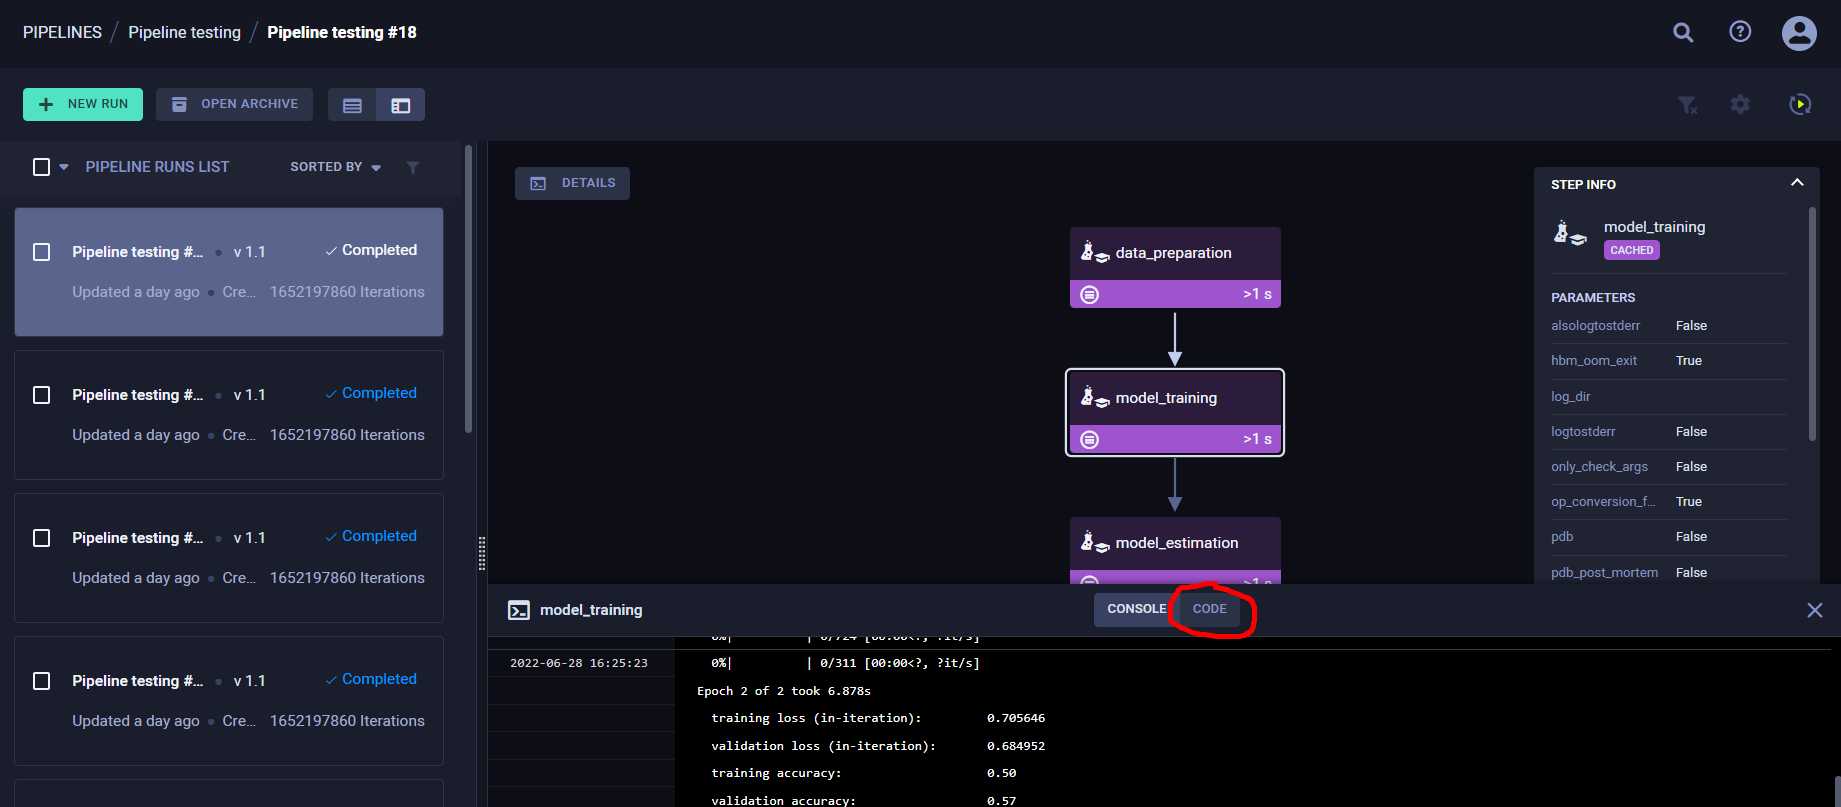 PIPELINES / Pipeline testing / Pipeline testing #18
NEW RUN
OPEN ARCHIVE
PIPELINE RUNS LIST
SORTED BY
Pipeline testing #... • v 1.1
Completed
Updated a day ago • Cre... 1652197860 Iterations
Pipeline testing #... • v 1.1
Completed
Updated a day ago • Cre... 1652197860 Iterations
Pipeline testing #... • v 1.1
Completed
Updated a day ago • Cre... 1652197860 Iterations
Pipeline testing #... • v 1.1
Completed
Updated a day ago • Cre... 1652197860 Iterations
DETAILS
data_preparation
>1 s
model_training
>1 s
model_estimation
>1 s
STEP INFO
model_training
CACHED
PARAMETERS
alsologtostderr False
hbm_oom_exit True
log_dir
logtostderr False
only_check_args False
op_conversion_f... True
pdb False
pdb_post_mortem False
model_training
CONSOLE
CODE
0%| | 0/724 [00:00<?, ?it/s]
2022-06-28 16:25:23 0%| | 0/311 [00:00<?, ?it/s]
Epoch 2 of 2 took 6.878s
training loss (in-iteration): 0.705646
validation loss (in-iteration): 0.684952
training accuracy: 0.50
validation accuracy: 0.57